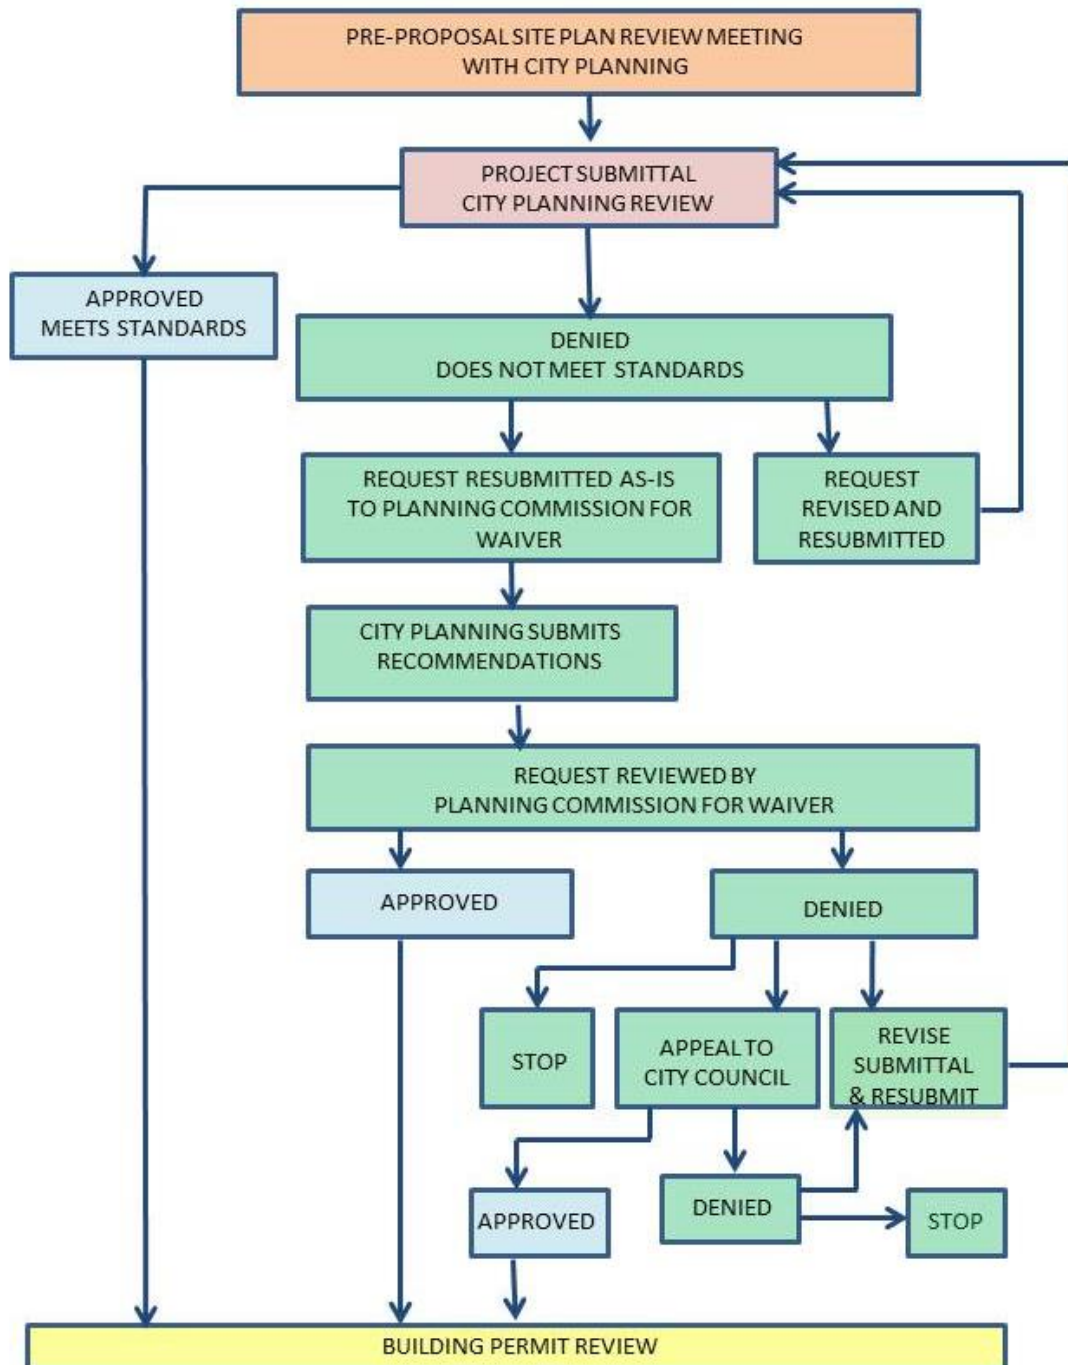 PRE-PROPOSAL SITE PLAN REVIEW MEETING
WITH CITY PLANNING
PROJECT SUBMITTAL
CITY PLANNING REVIEW
APPROVED
MEETS STANDARDS
DENIED
DOES NOT MEET STANDARDS
REQUEST RESUBMITTED AS-IS
TO PLANNING COMMISSION FOR
WAIVER
REQUEST
REVISED AND
RESUBMITTED
CITY PLANNING SUBMITS
RECOMMENDATIONS
REQUEST REVIEWED BY
PLANNING COMMISSION FOR WAIVER
APPROVED
DENIED
STOP
APPEAL TO
CITY COUNCIL
REVISE
SUBMITTAL
& RESUBMIT
APPROVED
DENIED
STOP
BUILDING PERMIT REVIEW